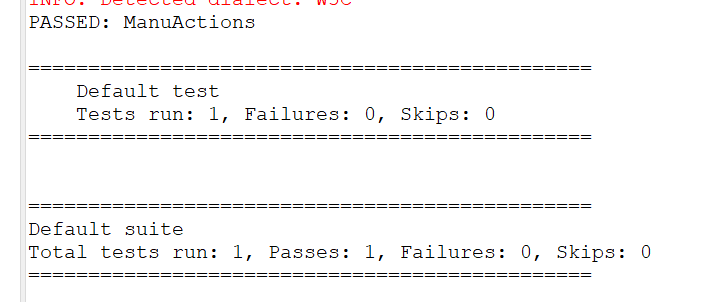 INFO: Detected dialect: W3C
PASSED: ManuActions
===============================================
Default test
Tests run: 1, Failures: 0, Skips: 0
===============================================
===============================================
Default suite
Total tests run: 1, Passes: 1, Failures: 0, Skips: 0
===============================================